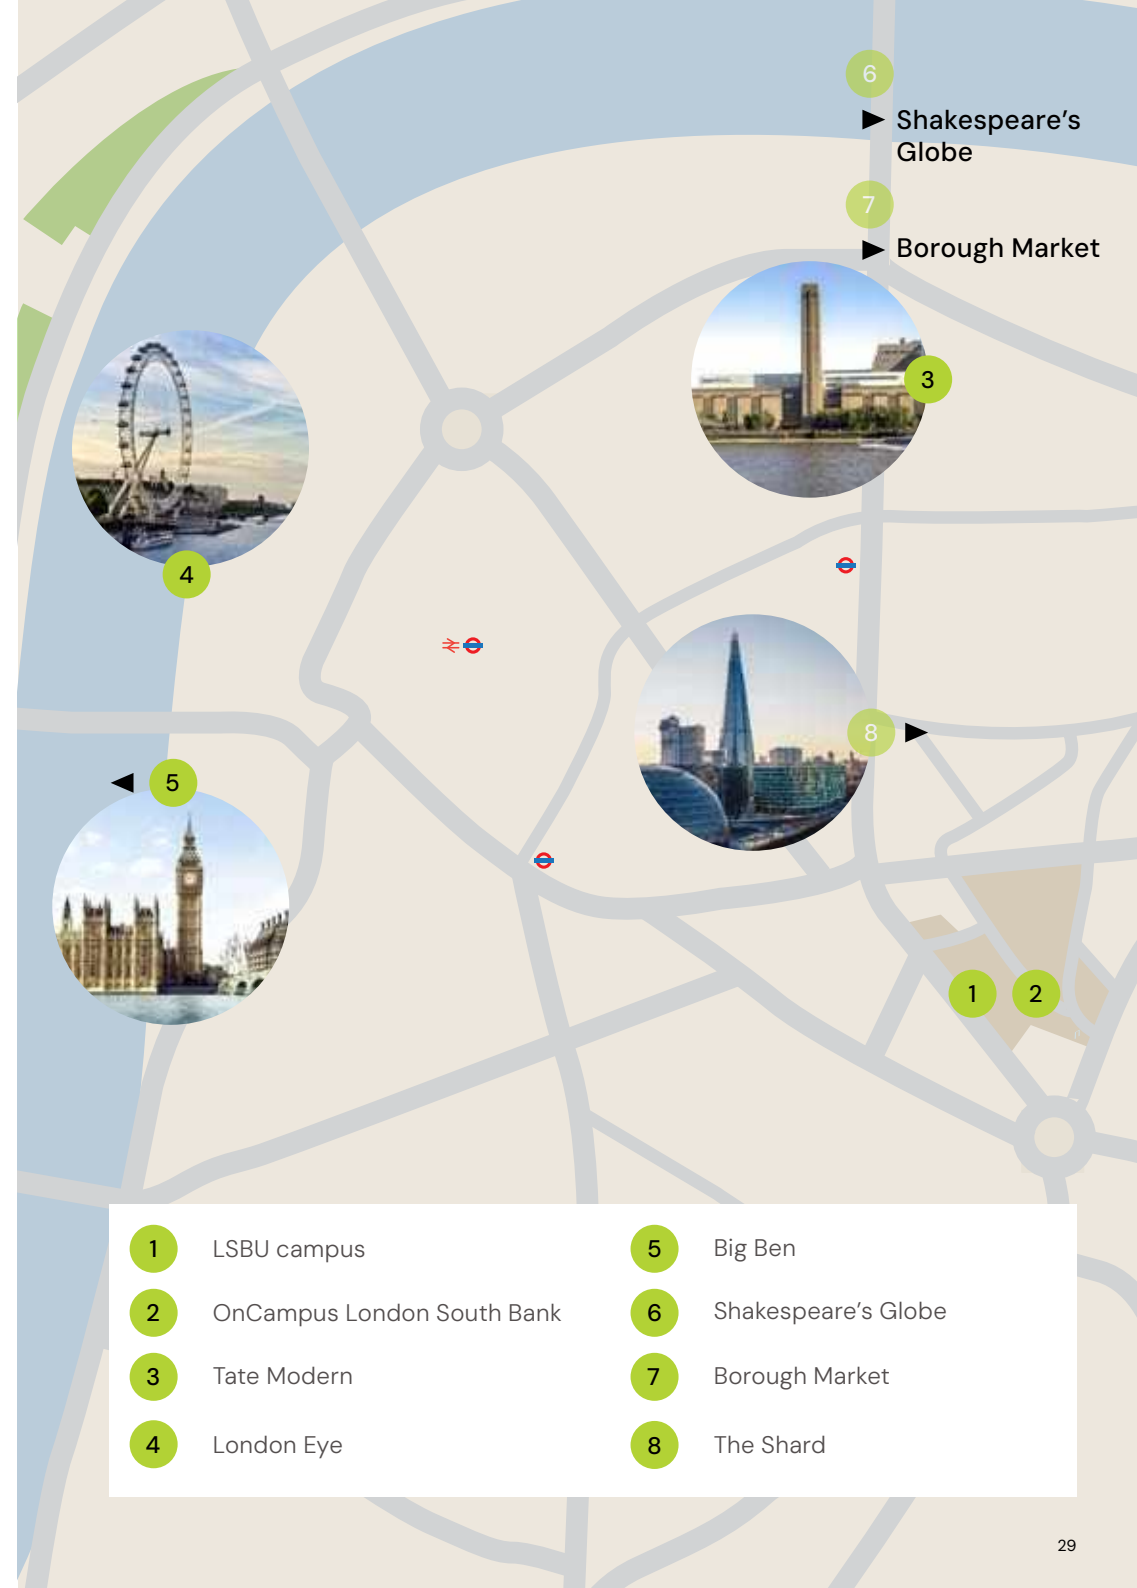 6
Shakespeare’s
Globe
7
Borough Market
3
4
8
5
1
2
1 LSBU campus
2 OnCampus London South Bank
3 Tate Modern
4 London Eye
5 Big Ben
6 Shakespeare’s Globe
7 Borough Market
8 The Shard
29